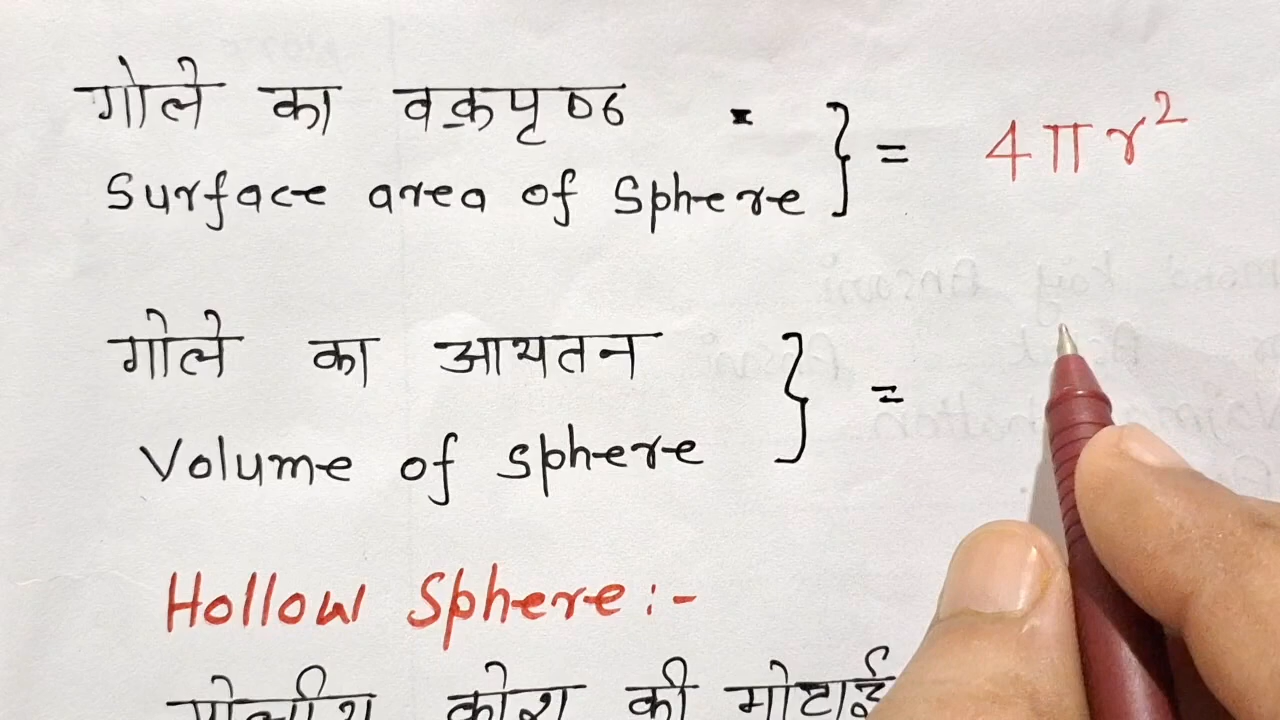 गोले का वक्रपृष्ठ } = 4πr²
Surface area of Sphere
गोले का आयतन } =
Volume of sphere
Hollow Sphere:-
गोलीय कोश की मोटाई